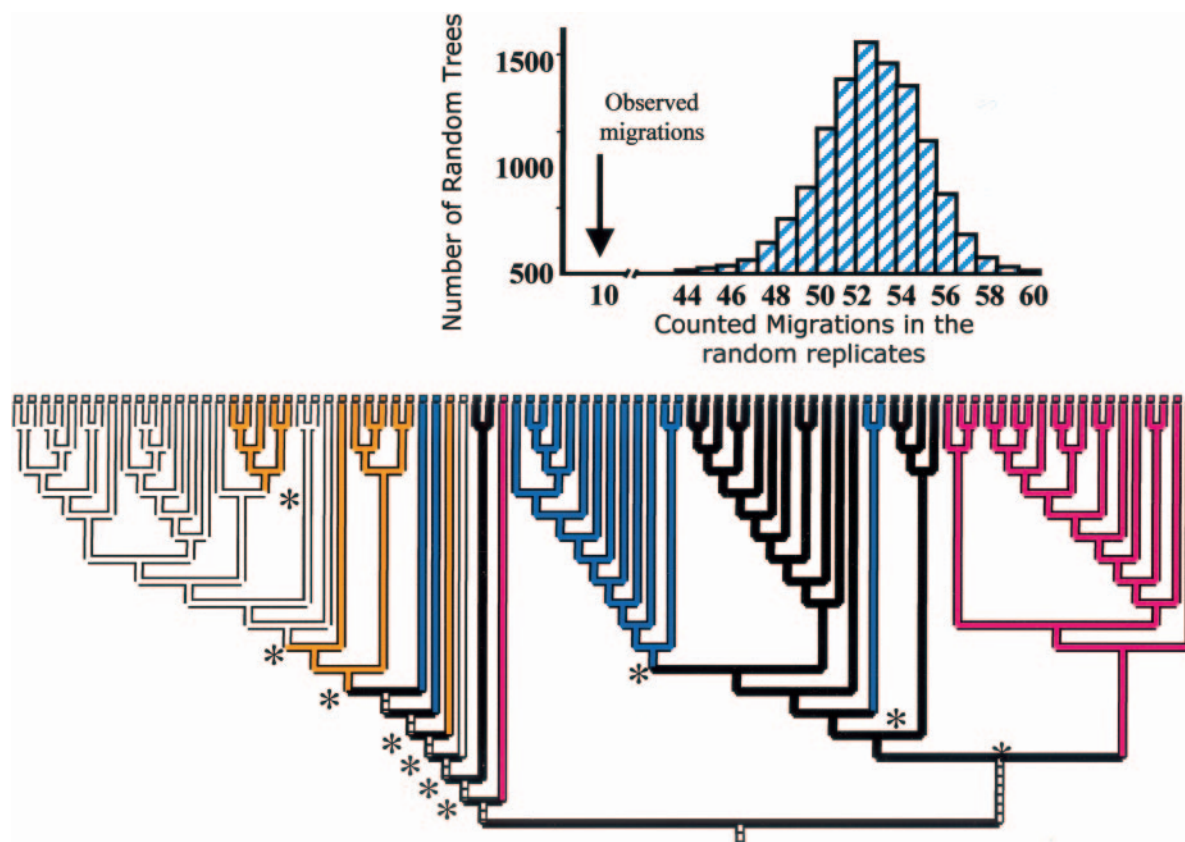 Number of Random Trees
1500
1000
500
Observed
migrations
10 44 46 48 50 52 54 56 58 60
Counted Migrations in the
random replicates
*
*
*
*
*
*
*
*
*
*